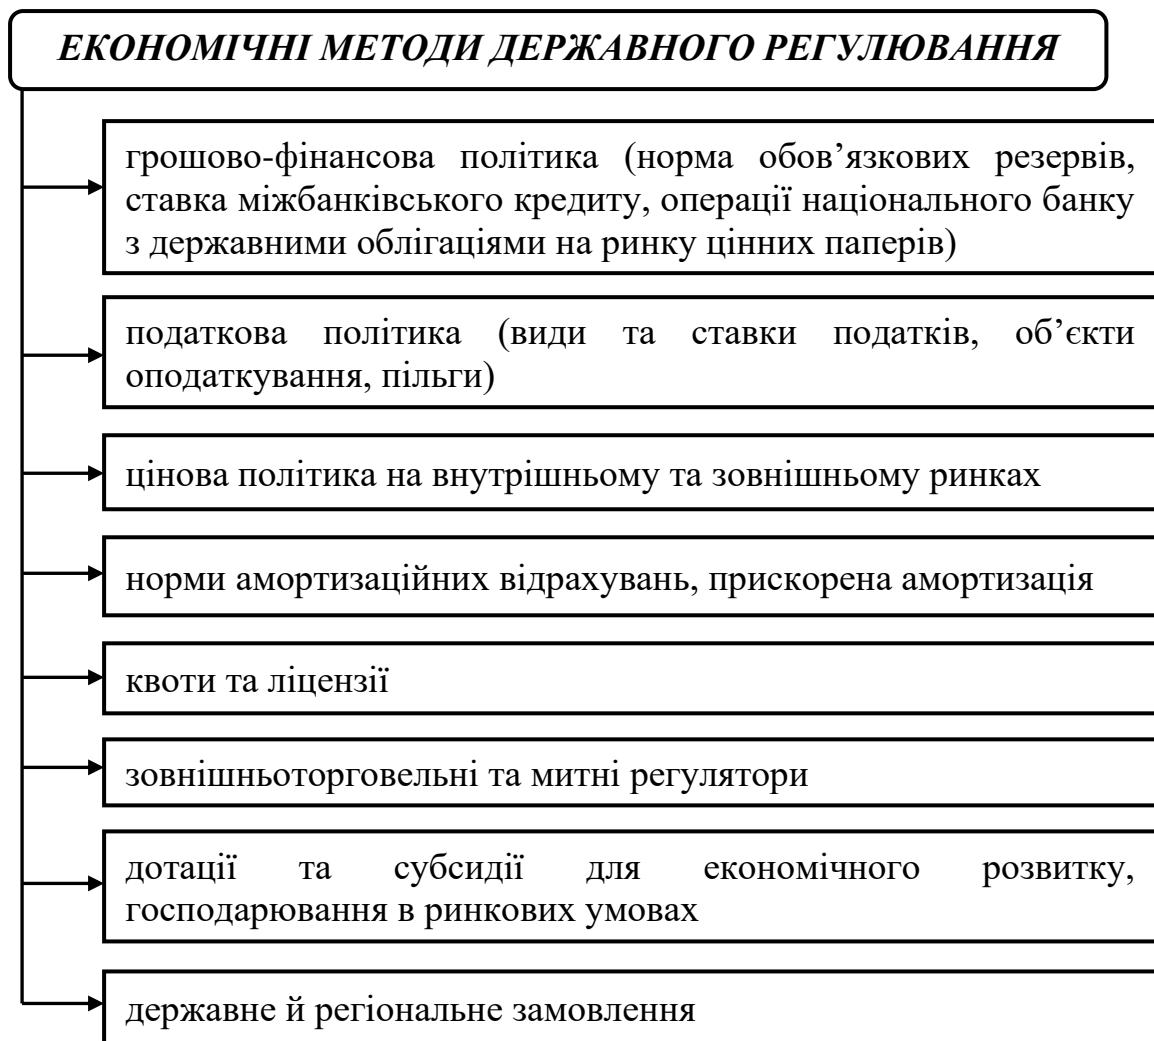 ЕКОНОМІЧНІ МЕТОДИ ДЕРЖАВНОГО РЕГУЛЮВАННЯ
грошово-фінансова політика (норма обов’язкових резервів,
ставка міжбанківського кредиту, операції національного банку
з державними облігаціями на ринку цінних паперів)
податкова політика (види та ставки податків, об’єкти
оподаткування, пільги)
цінова політика на внутрішньому та зовнішньому ринках
норми амортизаційних відрахувань, прискорена амортизація
квоти та ліцензії
зовнішньоторговельні та митні регулятори
дотації та субсидії для економічного розвитку,
господарювання в ринкових умовах
державне й регіональне замовлення